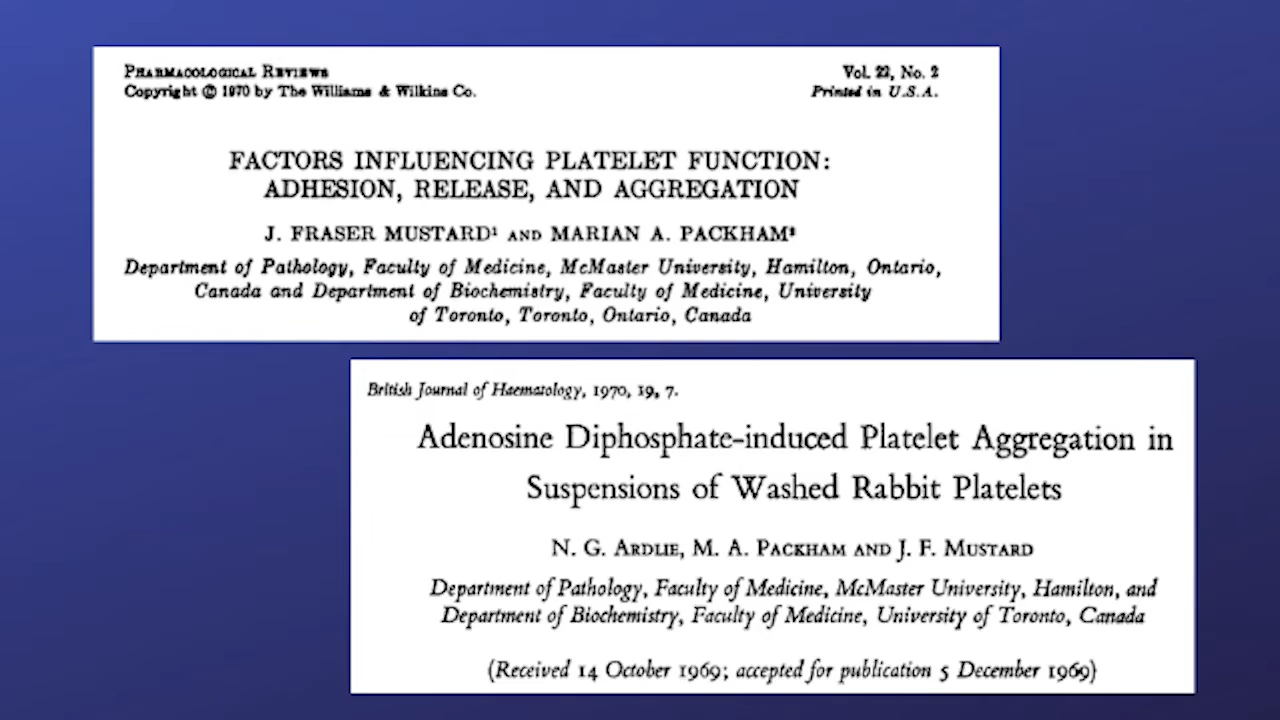 PHARMACOLOGICAL REVIEWS
Vol. 22, No. 2
Copyright © 1970 by The Williams & Wilkins Co.
Printed in U.S.A.
FACTORS INFLUENCING PLATELET FUNCTION:
ADHESION, RELEASE, AND AGGREGATION
J. FRASER MUSTARD¹ AND MARIAN A. PACKHAM²
Department of Pathology, Faculty of Medicine, McMaster University, Hamilton, Ontario,
Canada and Department of Biochemistry, Faculty of Medicine, University
of Toronto, Toronto, Ontario, Canada
British Journal of Haematology, 1970, 19, 7.
Adenosine Diphosphate-induced Platelet Aggregation in
Suspensions of Washed Rabbit Platelets
N. G. ARDLIE, M. A. PACKHAM AND J. F. MUSTARD
Department of Pathology, Faculty of Medicine, McMaster University, Hamilton, and
Department of Biochemistry, Faculty of Medicine, University of Toronto, Canada
(Received 14 October 1969; accepted for publication 5 December 1969)